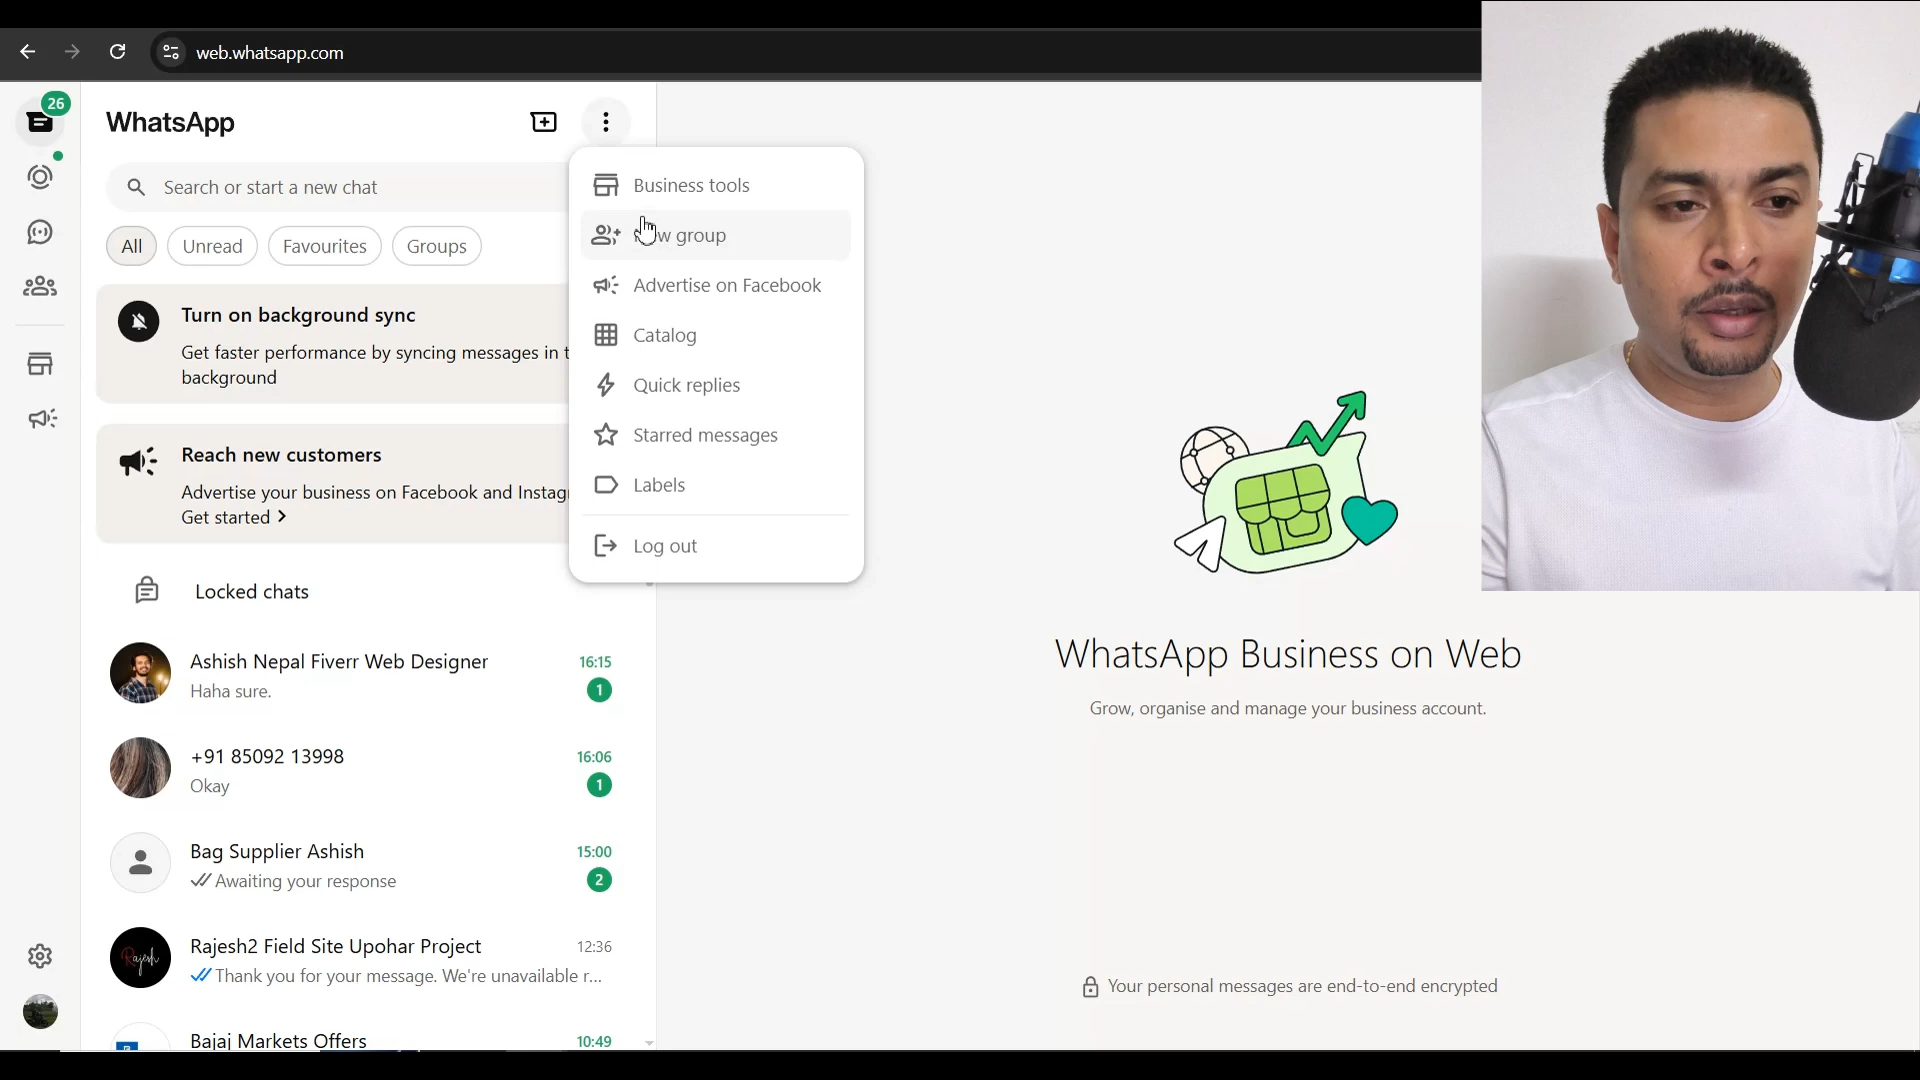 web.whatsapp.com
26
WhatsApp
Search or start a new chat
All
Unread
Favourites
Groups
Turn on background sync
Get faster performance by syncing messages in t
background
Reach new customers
Advertise your business on Facebook and Instag
Get started
Locked chats
Ashish Nepal Fiverr Web Designer
16:15
Haha sure.
1
+91 85092 13998
16:06
Okay
1
Bag Supplier Ashish
15:00
Awaiting your response
2
Rajesh
Rajesh2 Field Site Upohar Project
12:36
Thank you for your message. We're unavailable r...
Bajaj Markets Offers
10:49
Business tools
group
Advertise on Facebook
Catalog
Quick replies
Starred messages
Labels
Log out
WhatsApp Business on Web
Grow, organise and manage your business account.
Your personal messages are end-to-end encrypted